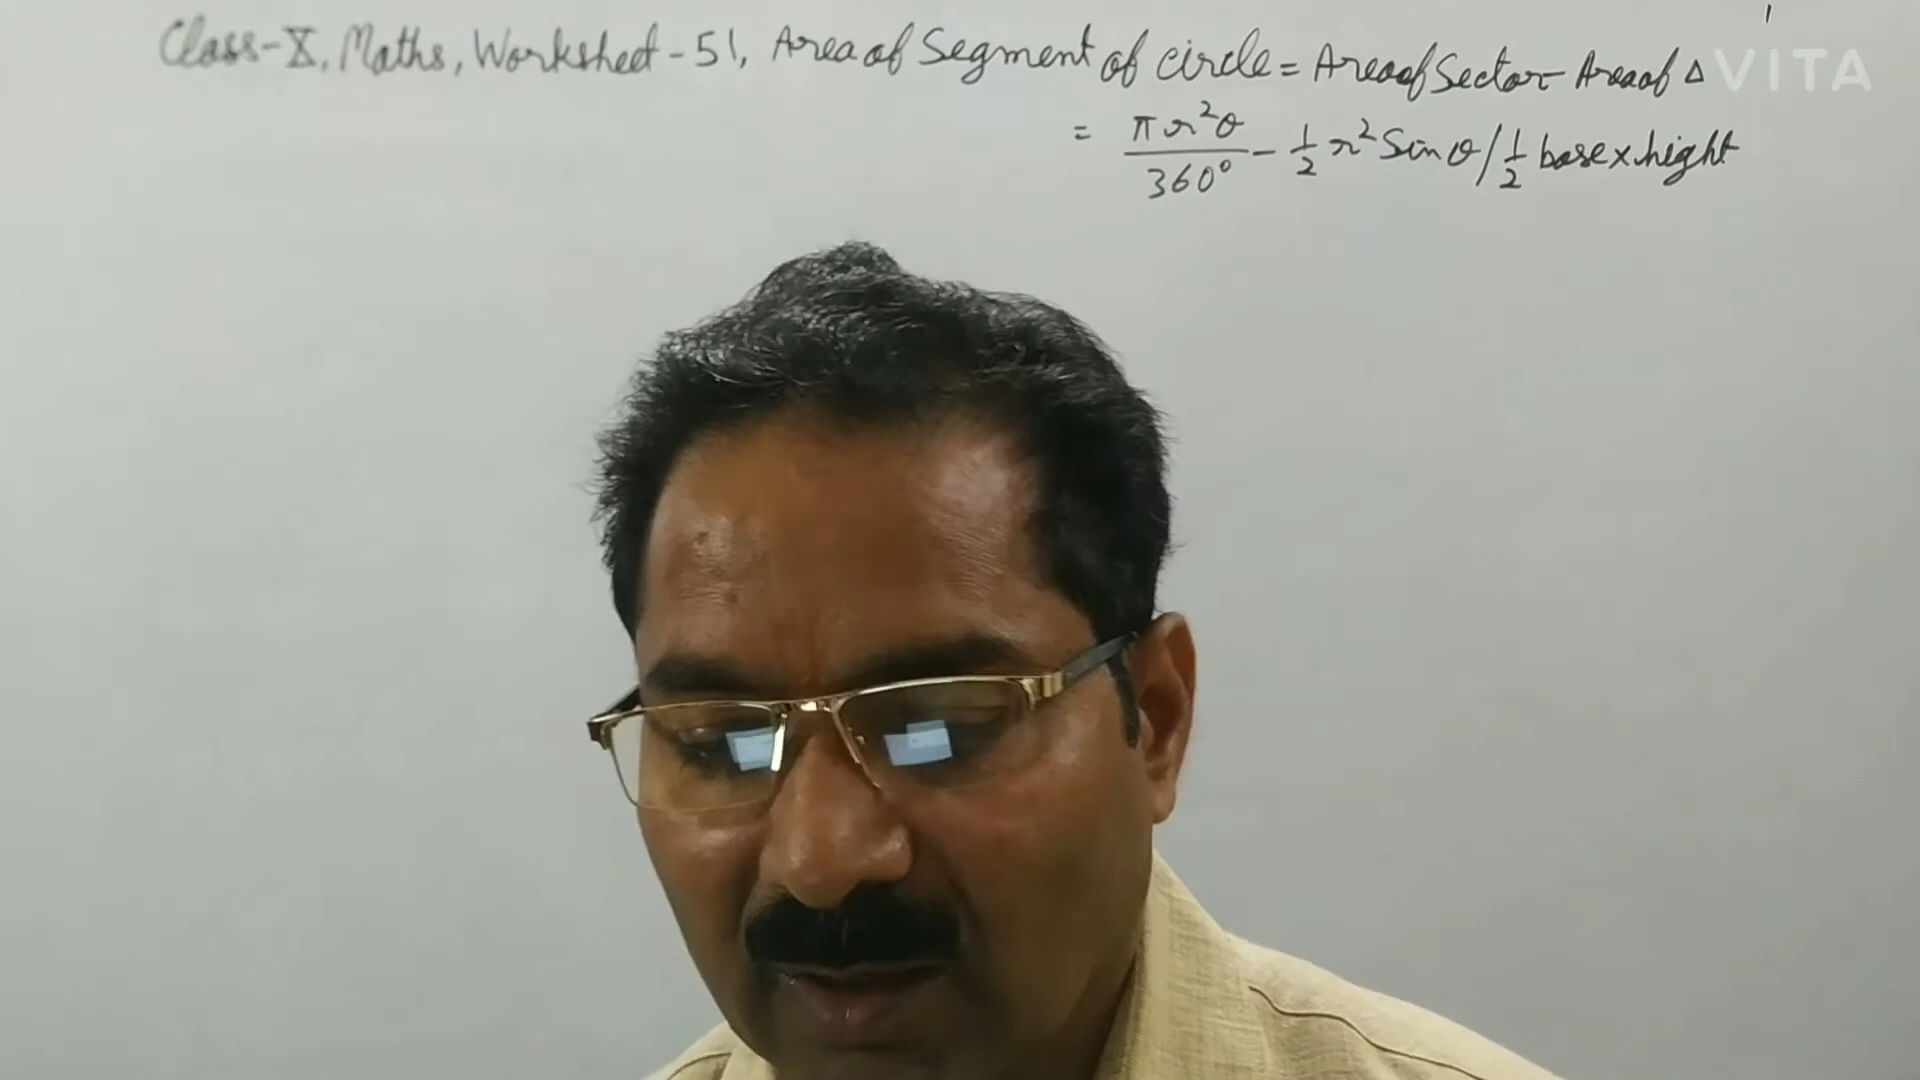 Class-X, Maths, Worksheet-51, Area of Segment of circle = Area of Sector - Area of Δ
= πr²θ/360° - 1/2 r² Sin θ / 1/2 base x hight
VITA